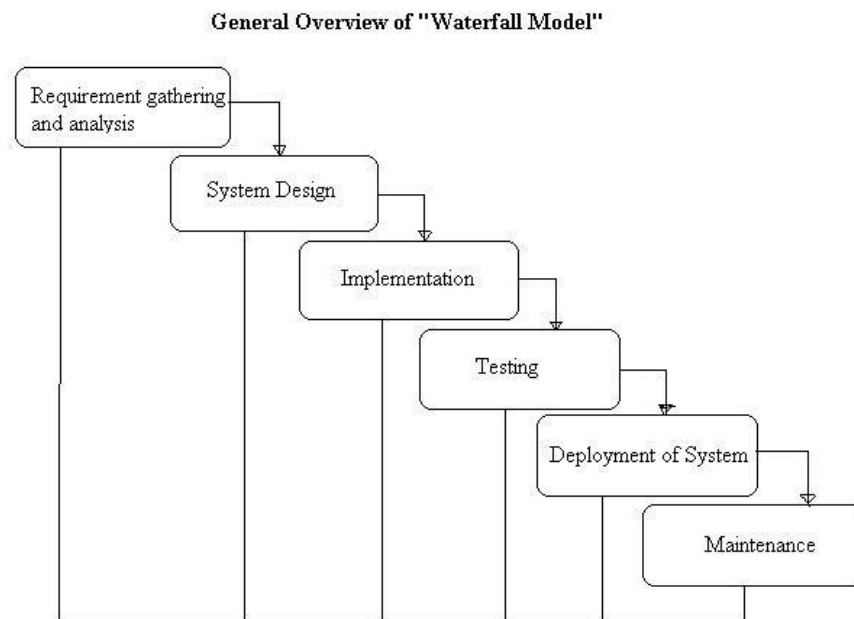 General Overview of "Waterfall Model"
Requirement gathering
and analysis
System Design
Implementation
Testing
Deployment of System
Maintenance